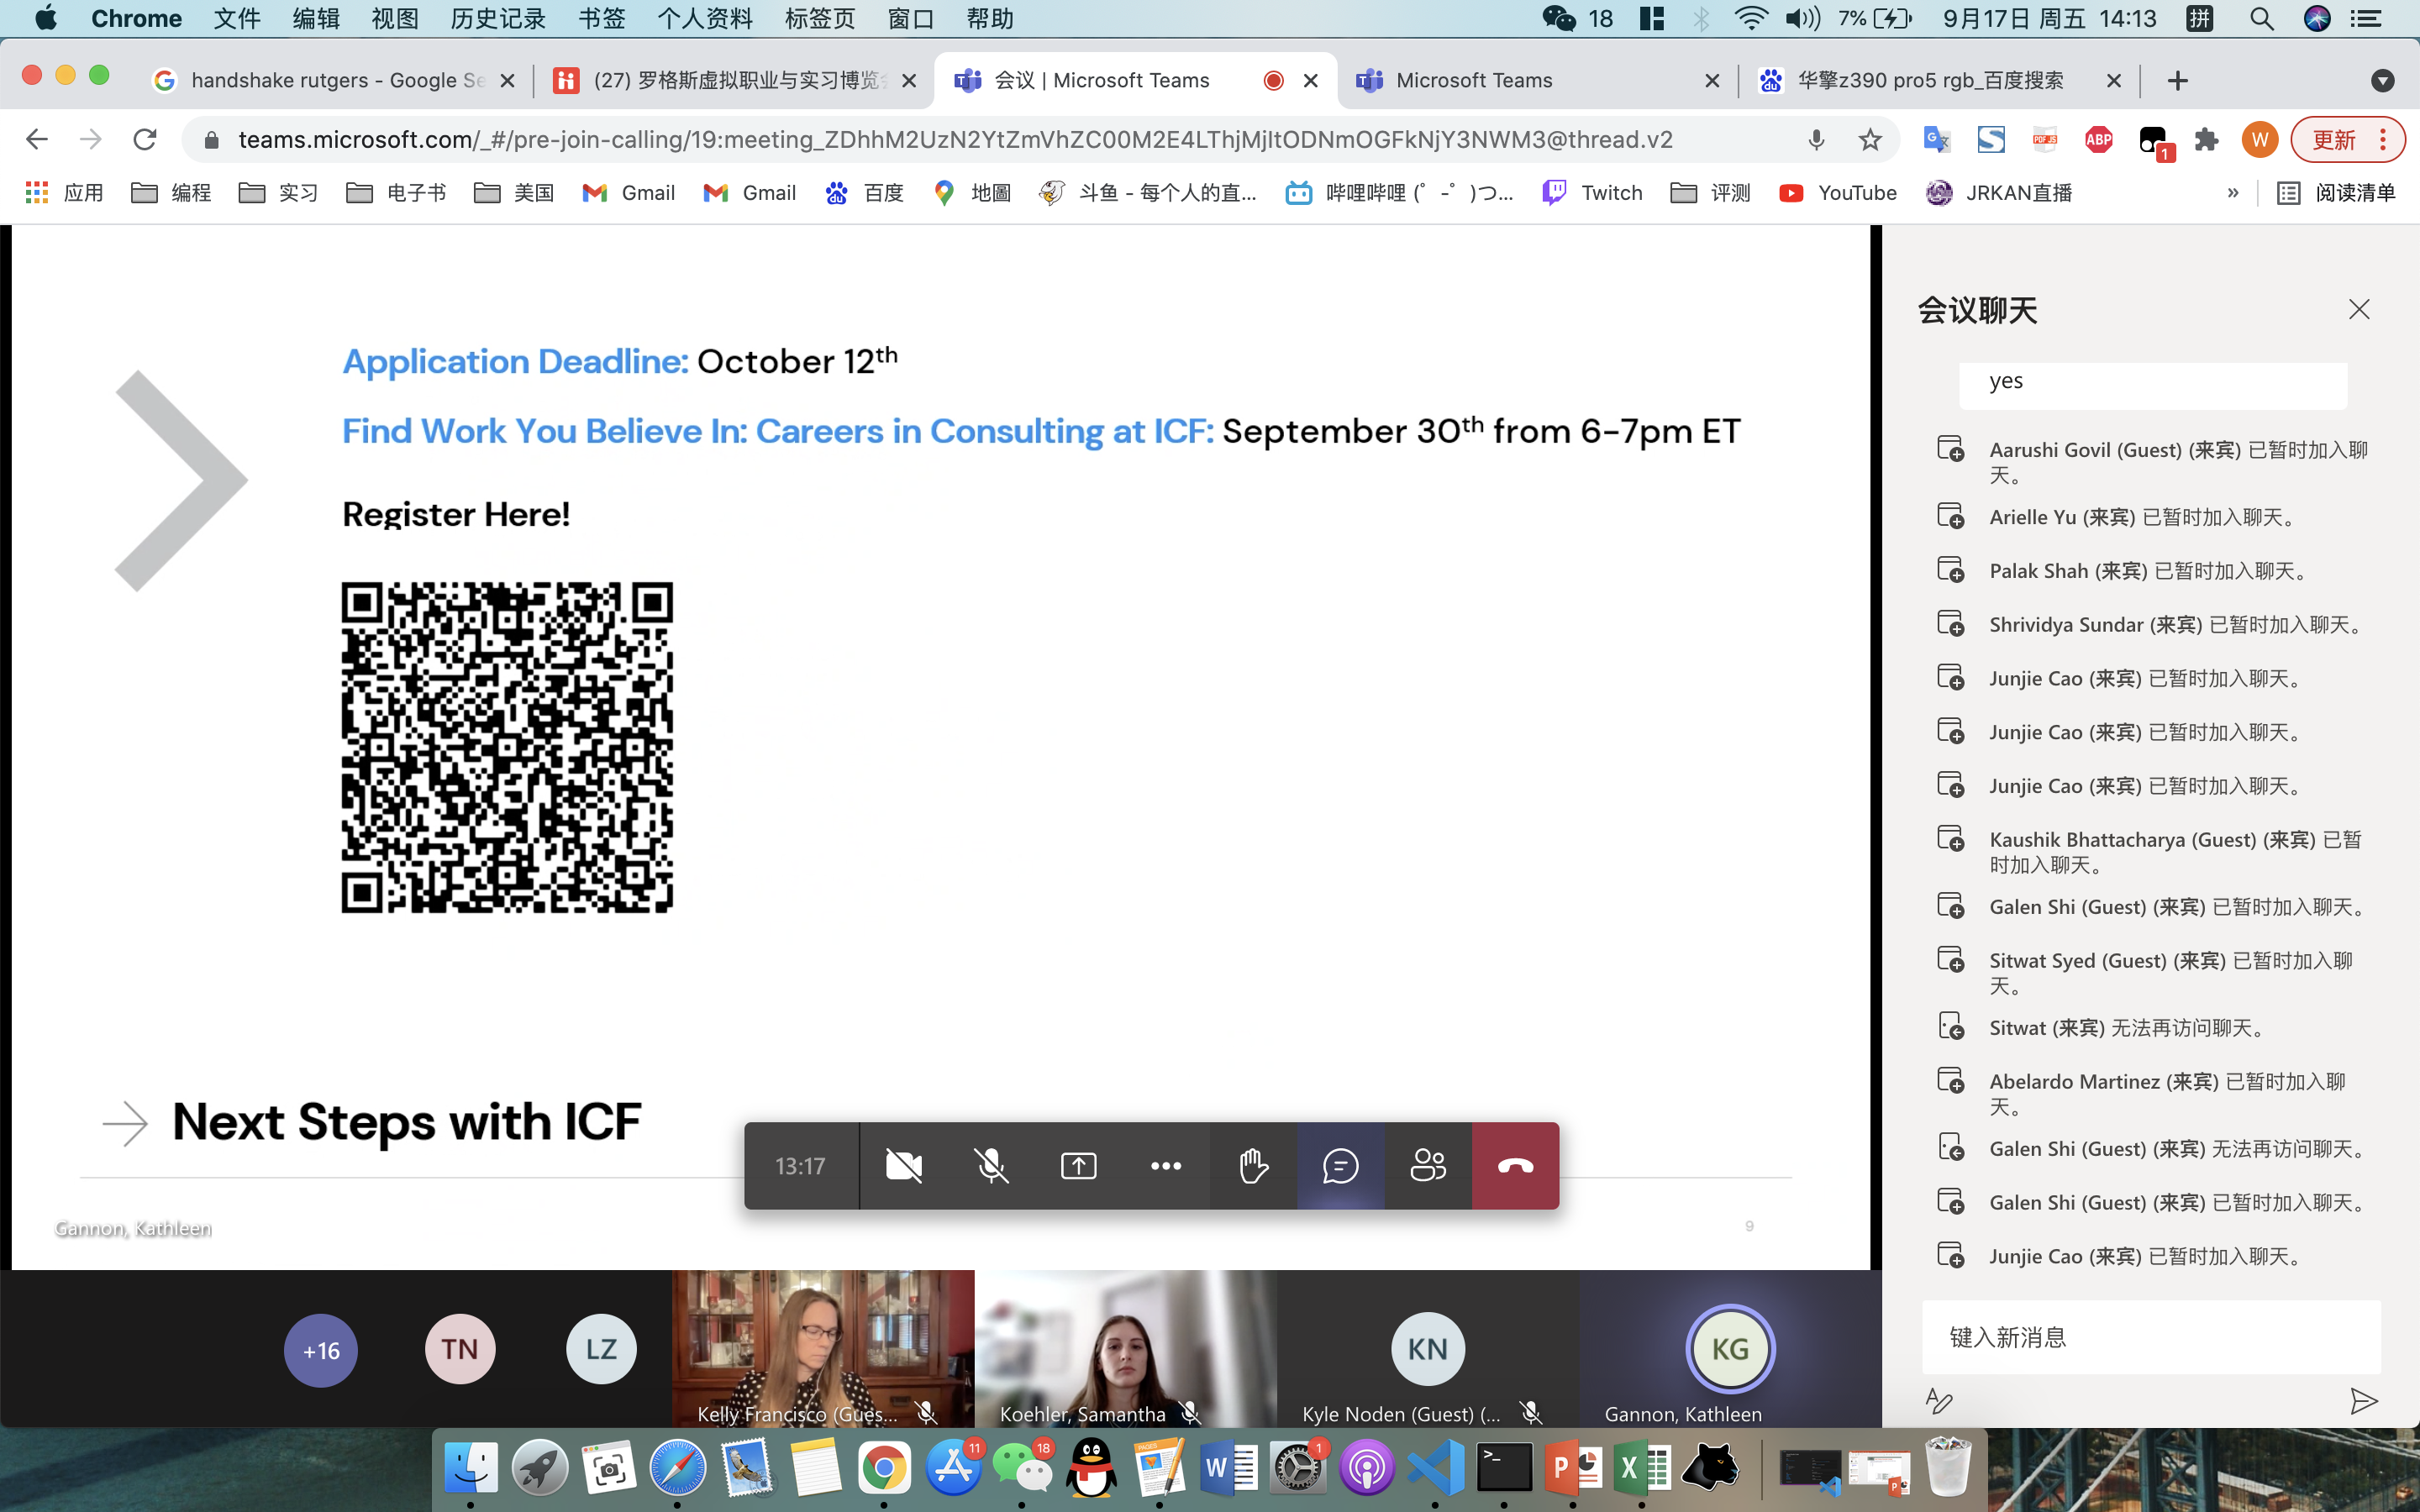 Chrome 文件 编辑 视图 历史记录 书签 个人资料 标签页 窗口 帮助 18 7% 9月17日 周五 14:13 拼
handshake rutgers - Google Se (27) 罗格斯虚拟职业与实习博览 会议 | Microsoft Teams Microsoft Teams 华擎z390 pro5 rgb_百度搜索
teams.microsoft.com/_#/pre-join-calling/19:meeting_ZDhhM2UzN2YtZmVhZC00M2E4LThjMjItODNmOGFkNjY3NWM3@thread.v2 ABP 1 W 更新
应用 编程 实习 电子书 美国 Gmail Gmail 百度 地圖 斗鱼 - 每个人的直... 哔哩哔哩 (゜-゜)つ... Twitch 评测 YouTube JRKAN直播 » 阅读清单
Application Deadline: October 12th
Find Work You Believe In: Careers in Consulting at ICF: September 30th from 6-7pm ET
Register Here!
Next Steps with ICF
13:17
Gannon, Kathleen
9
+16
TN
LZ
KN
KG
Kelly Francisco (Gues...
Koehler, Samantha
Kyle Noden (Guest) (...
Gannon, Kathleen
会议聊天
yes
Aarushi Govil (Guest) (来宾) 已暂时加入聊
天。
Arielle Yu (来宾) 已暂时加入聊天。
Palak Shah (来宾) 已暂时加入聊天。
Shrividya Sundar (来宾) 已暂时加入聊天。
Junjie Cao (来宾) 已暂时加入聊天。
Junjie Cao (来宾) 已暂时加入聊天。
Junjie Cao (来宾) 已暂时加入聊天。
Kaushik Bhattacharya (Guest) (来宾) 已暂
时加入聊天。
Galen Shi (Guest) (来宾) 已暂时加入聊天。
Sitwat Syed (Guest) (来宾) 已暂时加入聊
天。
Sitwat (来宾) 无法再访问聊天。
Abelardo Martinez (来宾) 已暂时加入聊
天。
Galen Shi (Guest) (来宾) 无法再访问聊天。
Galen Shi (Guest) (来宾) 已暂时加入聊天。
Junjie Cao (来宾) 已暂时加入聊天。
键入新消息
11 18 PAGES W 1 >_ P X